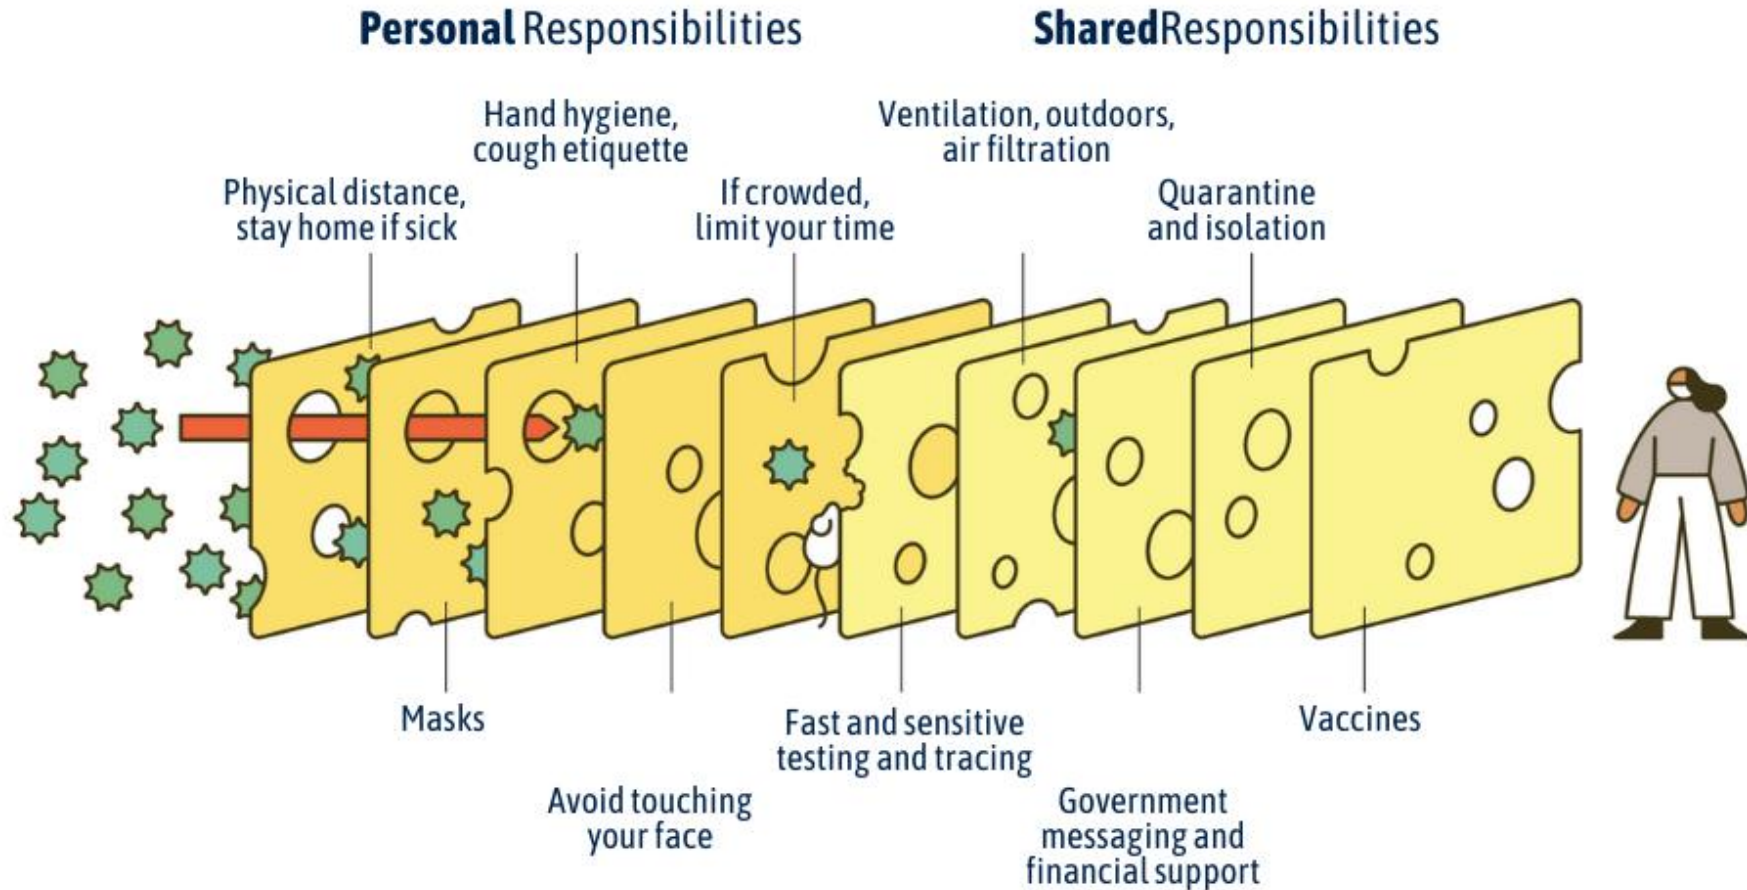 Personal Responsibilities
SharedResponsibilities
Hand hygiene,
cough etiquette
Ventilation, outdoors,
air filtration
Physical distance,
stay home if sick
If crowded,
limit your time
Quarantine
and isolation
Masks
Fast and sensitive
testing and tracing
Vaccines
Avoid touching
your face
Government
messaging and
financial support